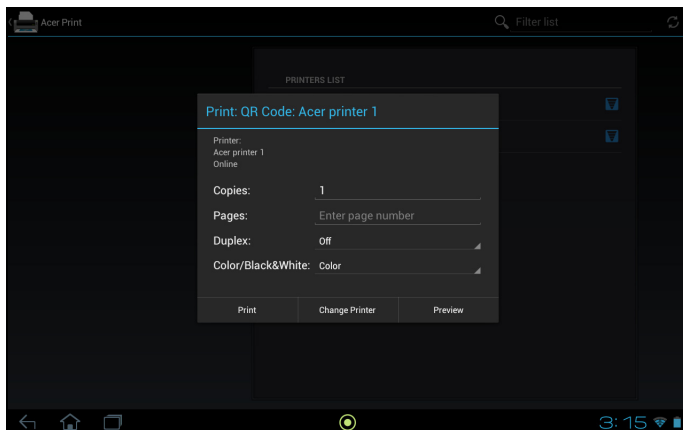 Acer Print
Filter list
PRINTERS LIST
Print: QR Code: Acer printer 1
Printer:
Acer printer 1
Online
Copies: 1
Pages: Enter page number
Duplex: Off
Color/Black&White: Color
Print Change Printer Preview
3:15